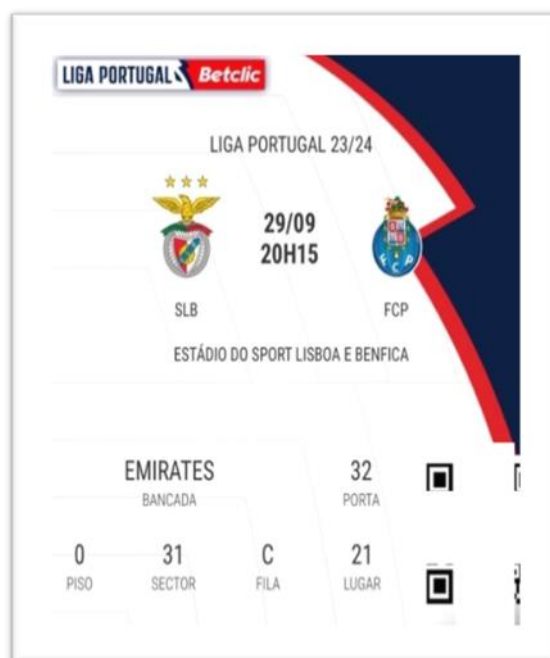 LIGA PORTUGAL Betclic
LIGA PORTUGAL 23/24
29/09
20H15
SLB
FCP
ESTÁDIO DO SPORT LISBOA E BENFICA
EMIRATES
32
BANCADA
PORTA
0
31
C
21
PISO
SECTOR
FILA
LUGAR